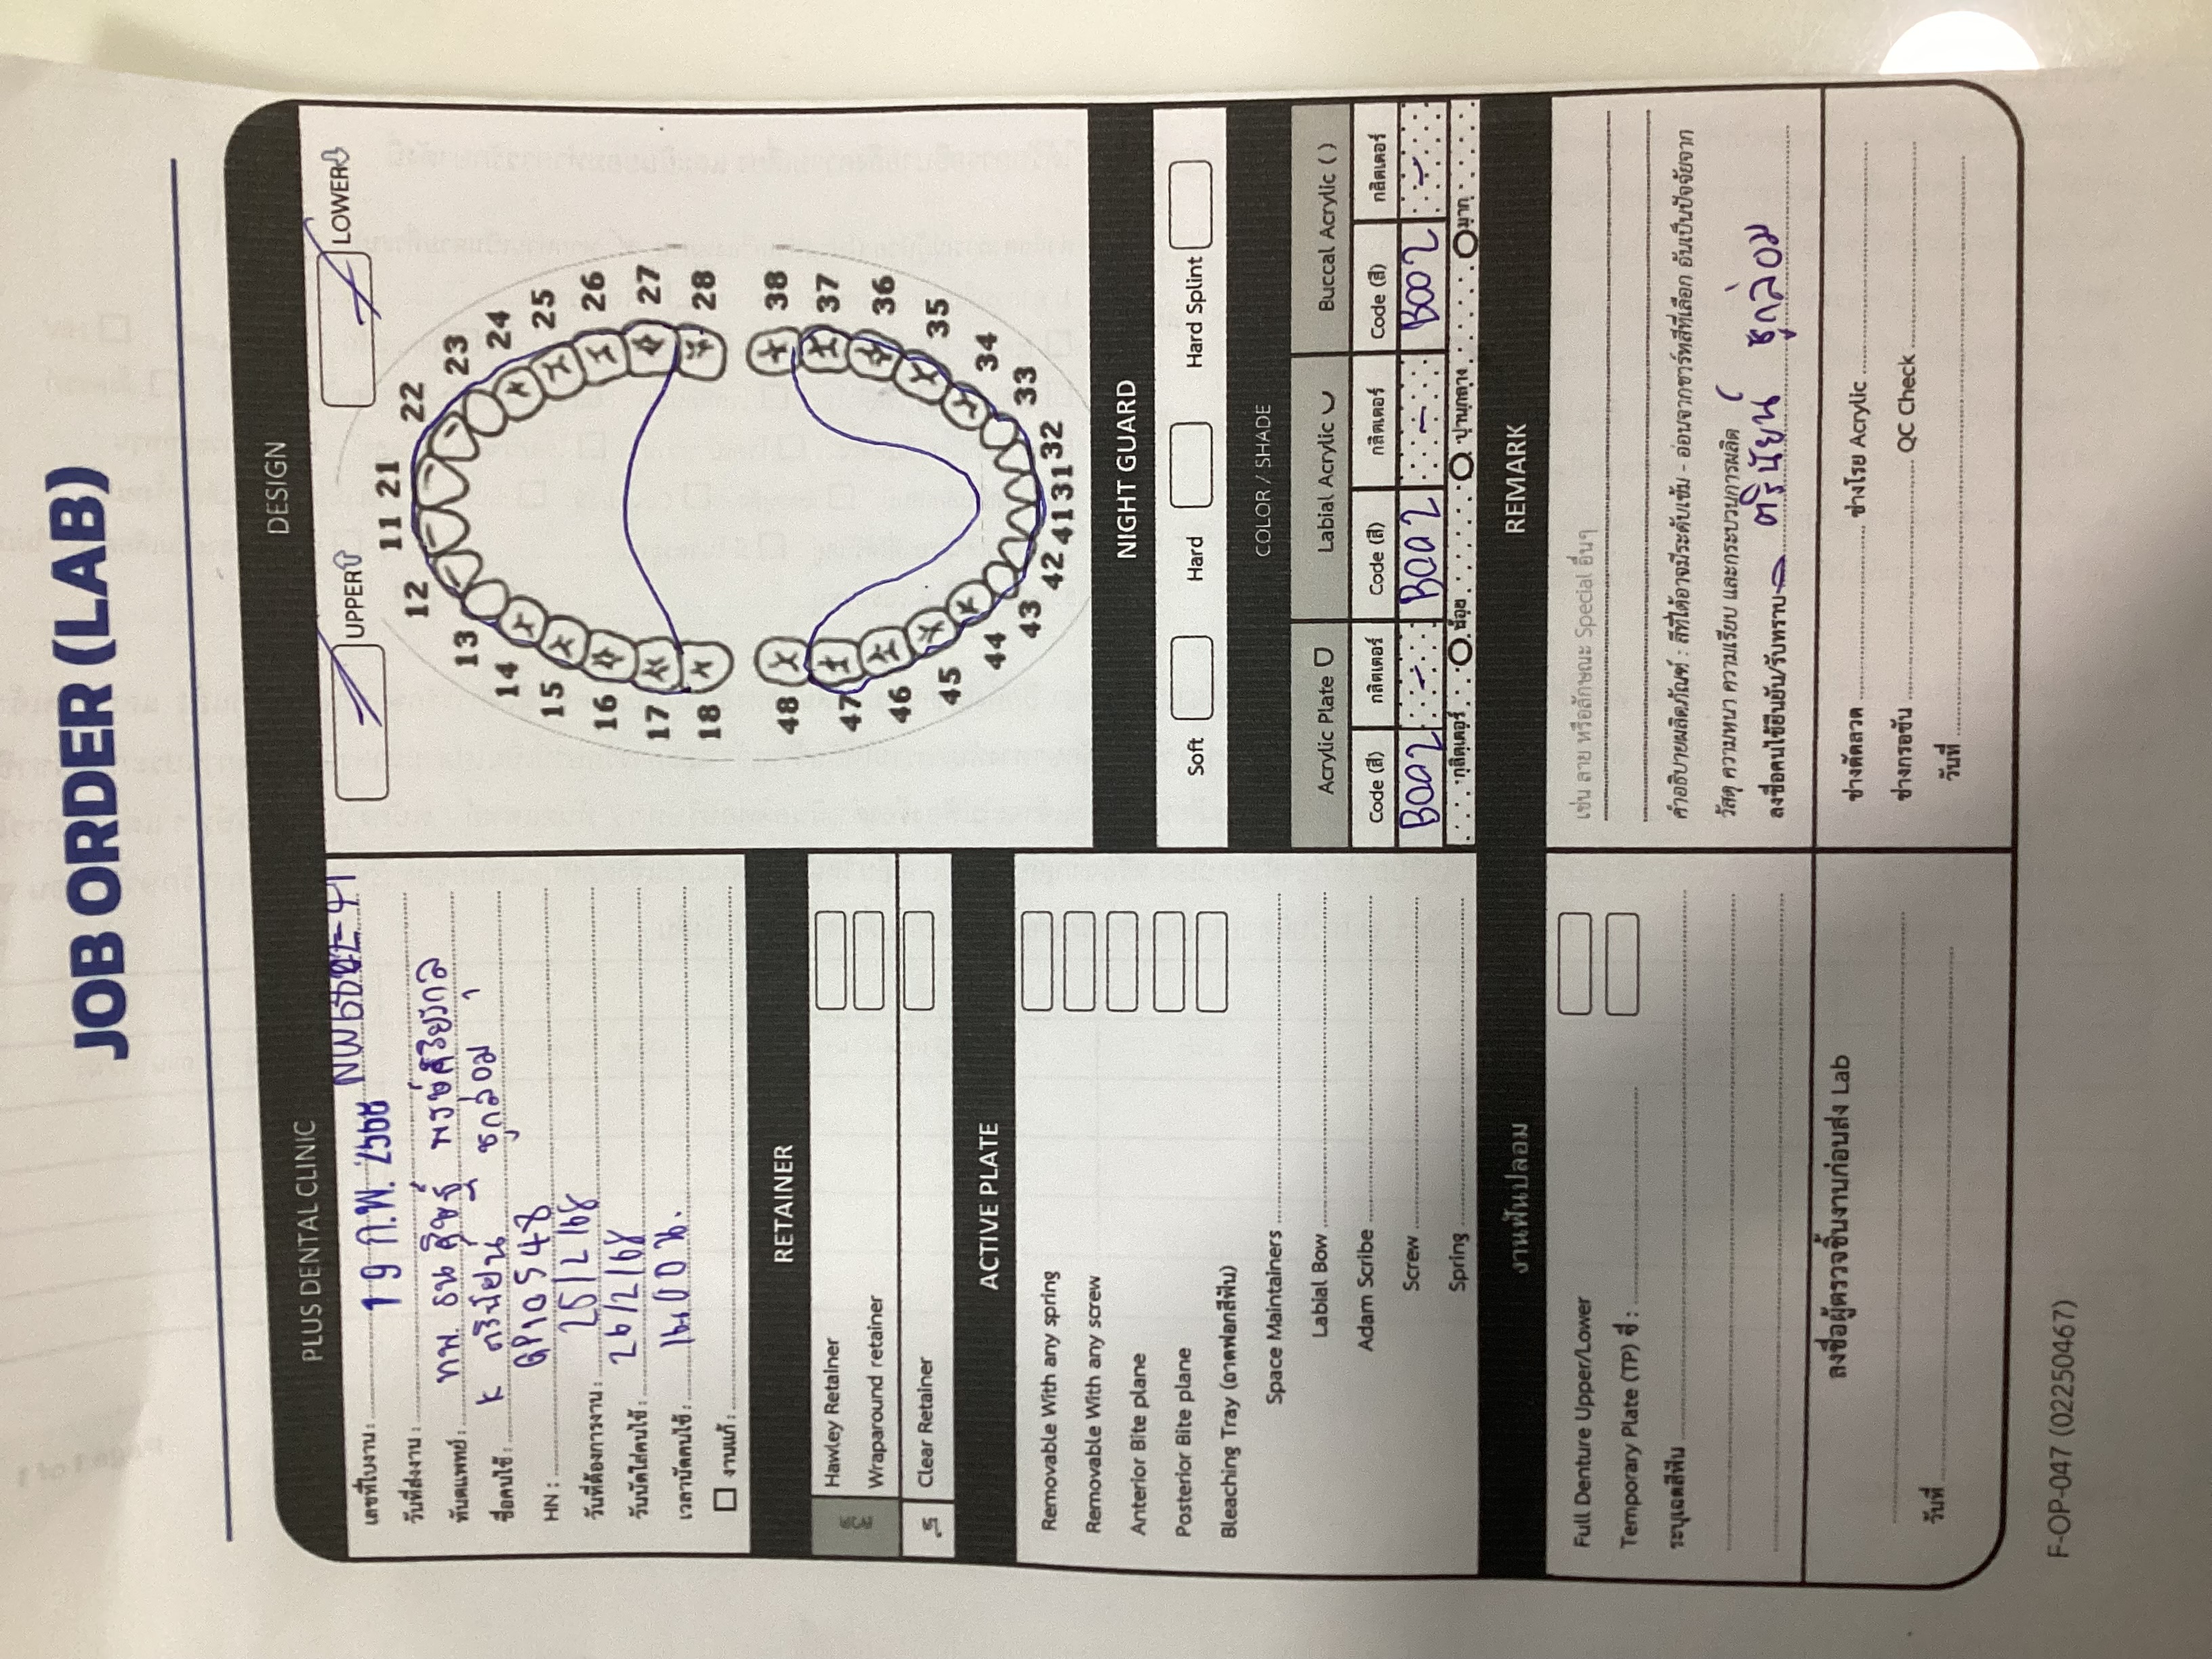 JOB ORDER (LAB)
PLUS DENTAL CLINIC
DESIGN
เลขที่ใบงาน :
วันที่ส่งงาน : 19 ก.พ. 2568
ทันตแพทย์ : ทพ.
ชื่อคนไข้ : K ตรินัยน์ ชูกล่อม
HN : GP10548
วันที่ต้องการงาน : 25/2/68
วันนัดใส่คนไข้ : 26/2/68
เวลานัดคนไข้ :
งานแก้ :
UPPER
LOWER
11 21
12 22
13 23
14 24
15 25
16 26
17 27
18 28
48 38
47 37
46 36
45 35
44 34
43 33
42 41 31 32
RETAINER
ลวด
Hawley Retainer
Wraparound retainer
ใส
Clear Retainer
ACTIVE PLATE
Removable With any spring
Removable With any screw
Anterior Bite plane
Posterior Bite plane
Bleaching Tray (ถาดฟอกสีฟัน)
Space Maintainers
Labial Bow
Adam Scribe
Screw
Spring
NIGHT GUARD
Soft Hard Hard Splint
COLOR / SHADE
Acrylic Plate Labial Acrylic Buccal Acrylic ( )
Code (สี) กลิตเตอร์ Code (สี) กลิตเตอร์ Code (สี) กลิตเตอร์
B002 - B002 - B002 -
กลิตเตอร์ น้อย ปานกลาง มาก
งานฟันปลอม
Full Denture Upper/Lower
Temporary Plate (TP) ซี่ :
ระบุเฉดสีฟัน
REMARK
เช่น ลาย หรือลักษณะ Special อื่นๆ
คำอธิบายผลิตภัณฑ์ : สีที่ได้อาจมีระดับเข้ม - อ่อนจากชาร์ทสีที่เลือก อันเป็นปัจจัยจาก
วัสดุ ความหนา ความเรียบ และกระบวนการผลิต
ลงชื่อคนไข้ยืนยัน/รับทราบ ตรินัยน์ ชูกล่อม
ลงชื่อผู้ตรวจชิ้นงานก่อนส่ง Lab
วันที่
ช่างดัดลวด ช่างโรย Acrylic
ช่างกรอขัน QC Check
วันที่
F-OP-047 (02250467)